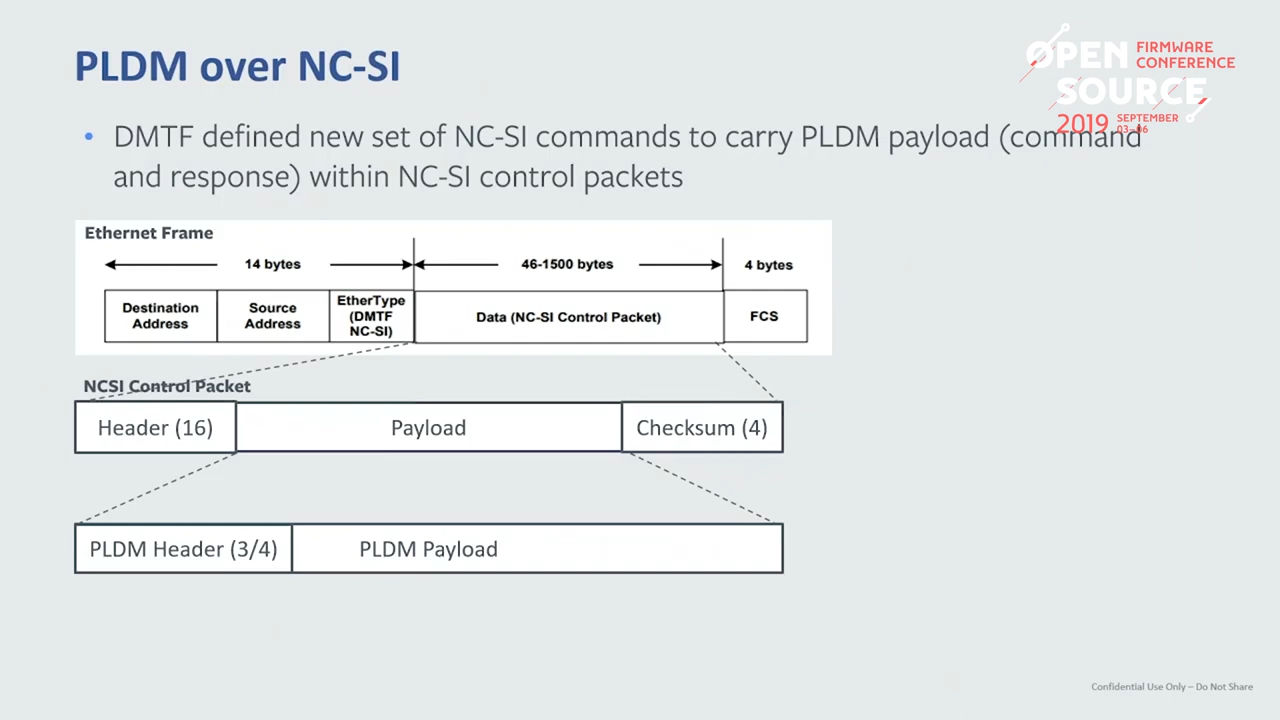 PLDM over NC-SI
OPEN SOURCE
FIRMWARE
CONFERENCE
2019 SEPTEMBER
03–06
• DMTF defined new set of NC-SI commands to carry PLDM payload (command
and response) within NC-SI control packets
Ethernet Frame
14 bytes 46-1500 bytes 4 bytes
Destination Address
Source Address
EtherType (DMTF NC-SI)
Data (NC-SI Control Packet)
FCS
NCSI Control Packet
Header (16) Payload Checksum (4)
PLDM Header (3/4) PLDM Payload
Confidential Use Only – Do Not Share